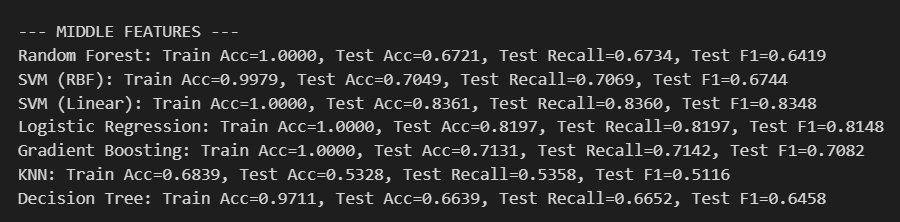 --- MIDDLE FEATURES ---
Random Forest: Train Acc=1.0000, Test Acc=0.6721, Test Recall=0.6734, Test F1=0.6419
SVM (RBF): Train Acc=0.9979, Test Acc=0.7049, Test Recall=0.7069, Test F1=0.6744
SVM (Linear): Train Acc=1.0000, Test Acc=0.8361, Test Recall=0.8360, Test F1=0.8348
Logistic Regression: Train Acc=1.0000, Test Acc=0.8197, Test Recall=0.8197, Test F1=0.8148
Gradient Boosting: Train Acc=1.0000, Test Acc=0.7131, Test Recall=0.7142, Test F1=0.7082
KNN: Train Acc=0.6839, Test Acc=0.5328, Test Recall=0.5358, Test F1=0.5116
Decision Tree: Train Acc=0.9711, Test Acc=0.6639, Test Recall=0.6652, Test F1=0.6458